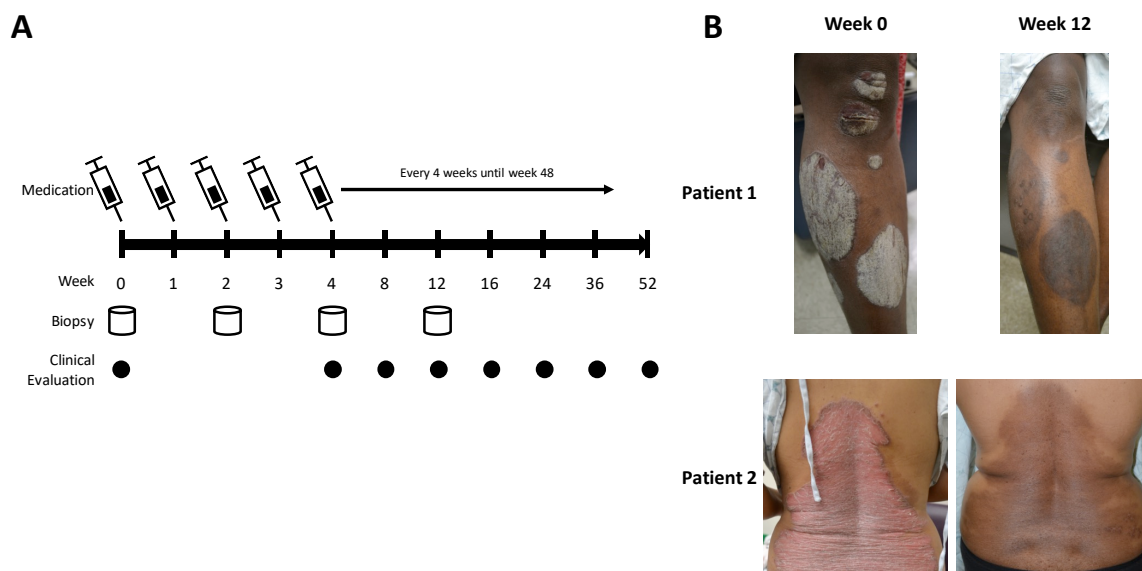 A
Medication
Every 4 weeks until week 48
Week 0 1 2 3 4 8 12 16 24 36 52
Biopsy
Clinical
Evaluation
B
Week 0 Week 12
Patient 1
Patient 2